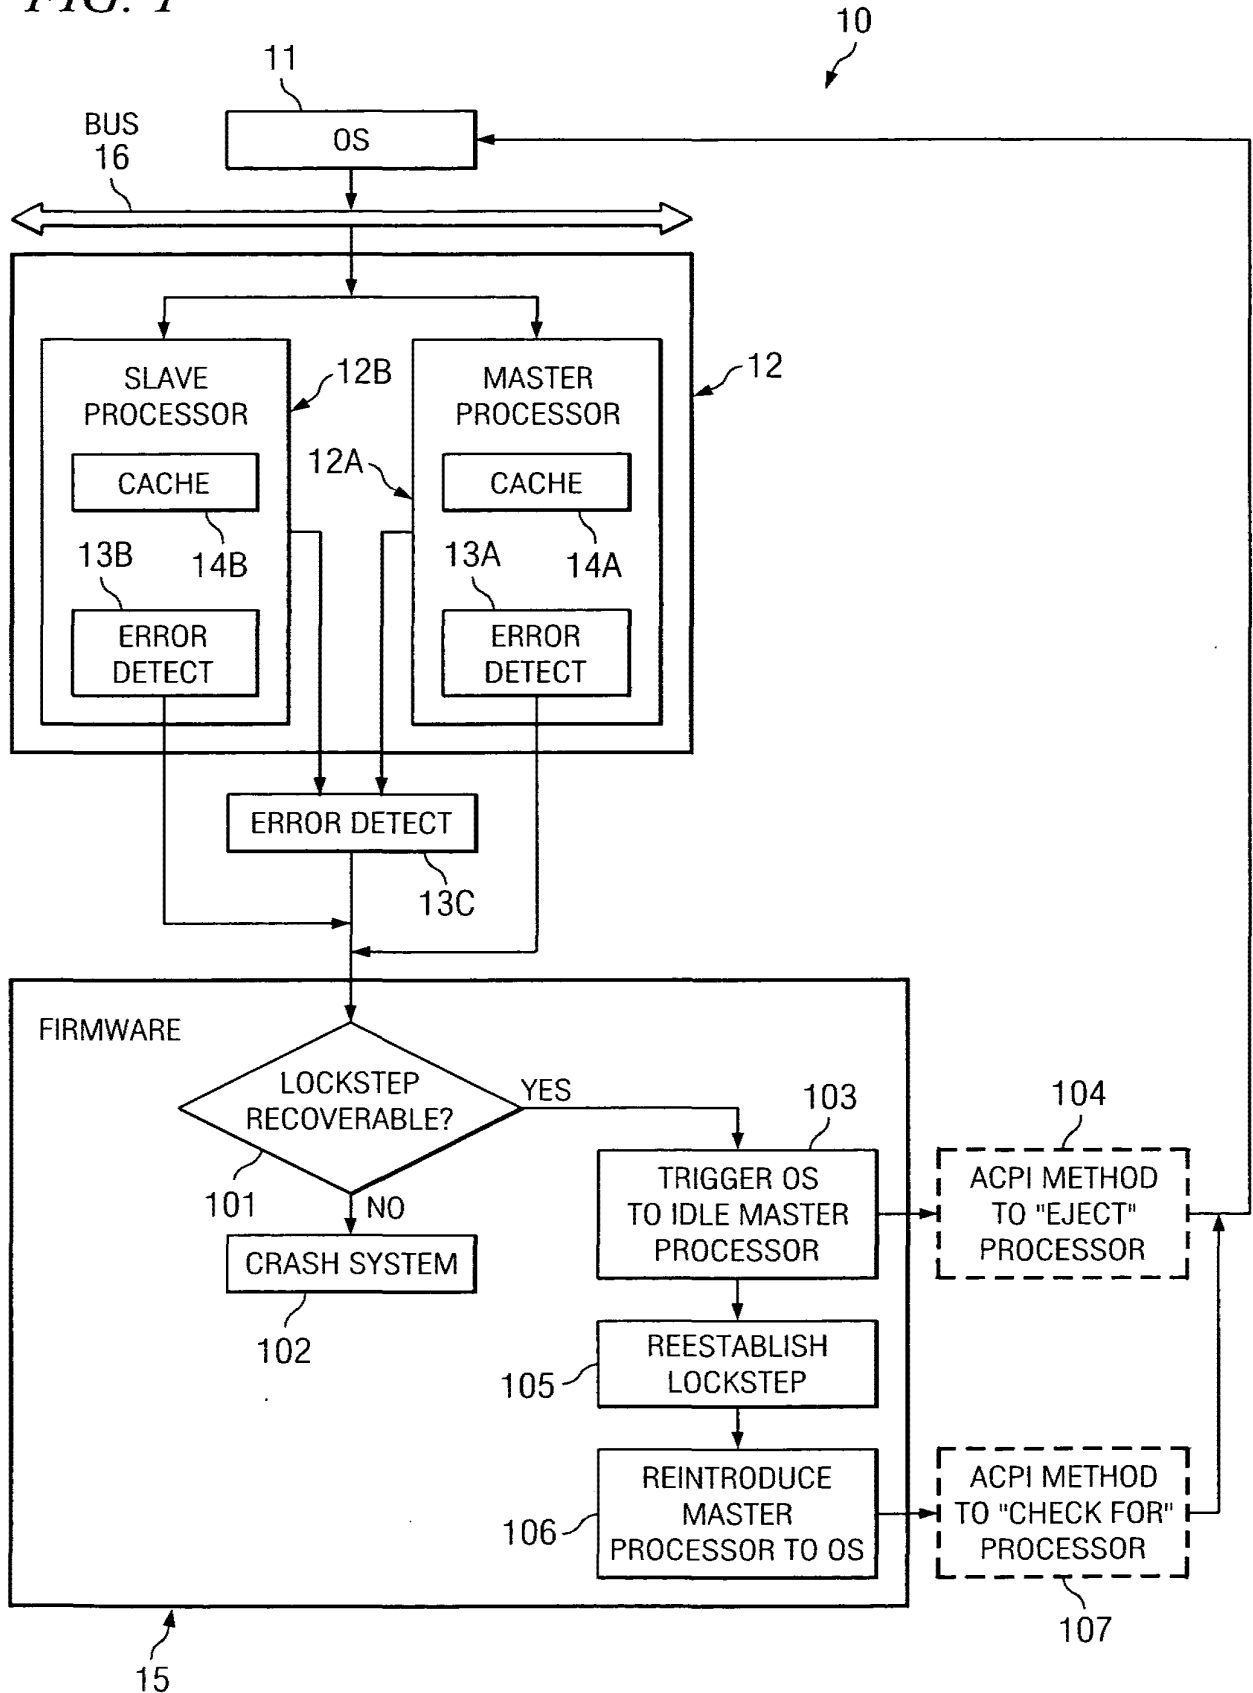 FIG. 1
10
11
OS
BUS
16
SLAVE
PROCESSOR
12B
MASTER
PROCESSOR
12
12A
CACHE
CACHE
13B
14B
13A
14A
ERROR
DETECT
ERROR
DETECT
ERROR DETECT
13C
FIRMWARE
LOCKSTEP
RECOVERABLE?
YES
101
NO
CRASH SYSTEM
102
103
TRIGGER OS
TO IDLE MASTER
PROCESSOR
104
ACPI METHOD
TO "EJECT"
PROCESSOR
REESTABLISH
LOCKSTEP
105
REINTRODUCE
MASTER
PROCESSOR TO OS
106
ACPI METHOD
TO "CHECK FOR"
PROCESSOR
107
15